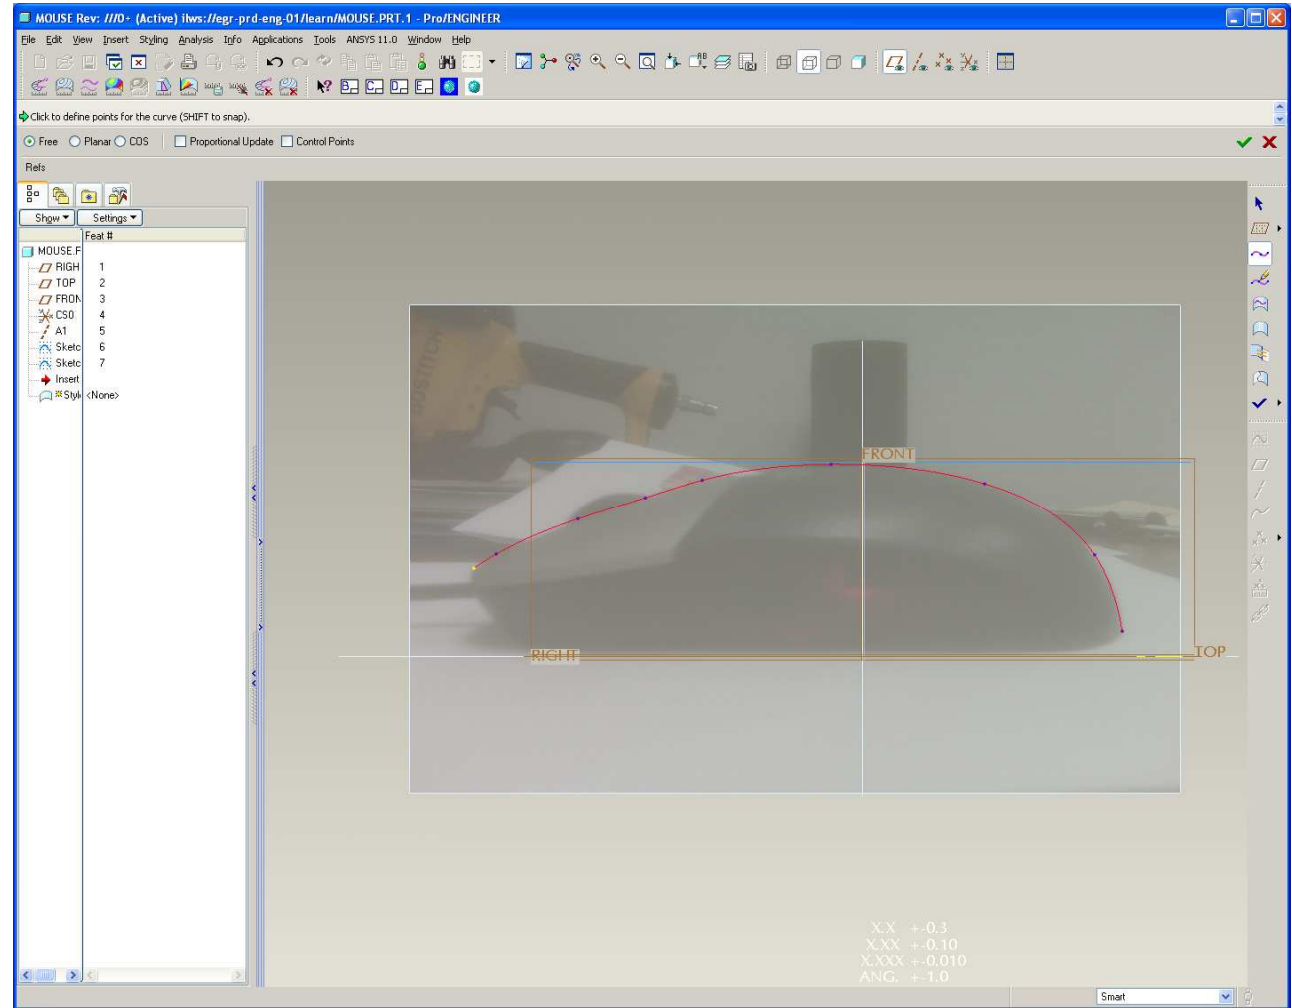 MOUSE Rev: ///0+ (Active) ilws://egr-prd-eng-01/learn/MOUSE.PRT.1 - Pro/ENGINEER
File Edit View Insert Styling Analysis Info Applications Tools ANSYS 11.0 Window Help
Click to define points for the curve (SHIFT to snap).
Free Planar COS Proportional Update Control Points
Refs
Show Settings
Feat #
MOUSE.F
RIGH 1
TOP 2
FRON 3
CS0 4
A1 5
Sketc 6
Sketc 7
Insert
Style <None>
BOSTITCH
FRONT
RIGHT
TOP
X.X +-0.3
X.XX +-0.10
X.XXX +-0.010
ANG. +-1.0
Smart